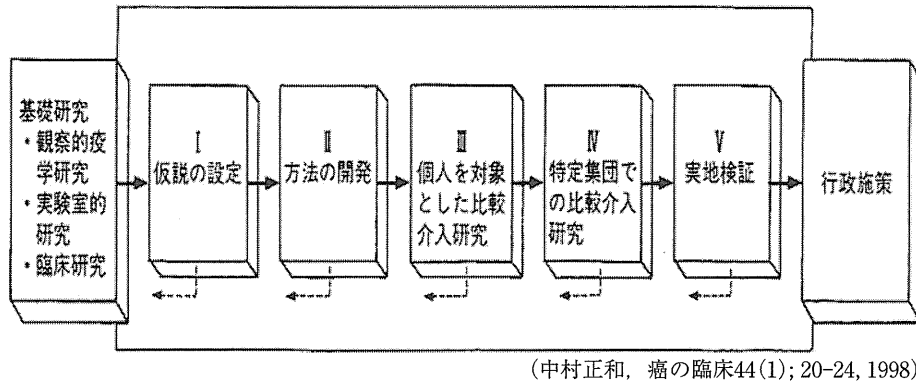 基礎研究
・観察的疫
学研究
・実験室的
研究
・臨床研究
Ⅰ
仮説の設定
Ⅱ
方法の開発
Ⅲ
個人を対象
とした比較
介入研究
Ⅳ
特定集団で
の比較介入
研究
Ⅴ
実地検証
行政施策
(中村正和, 癌の臨床44(1); 20-24, 1998)